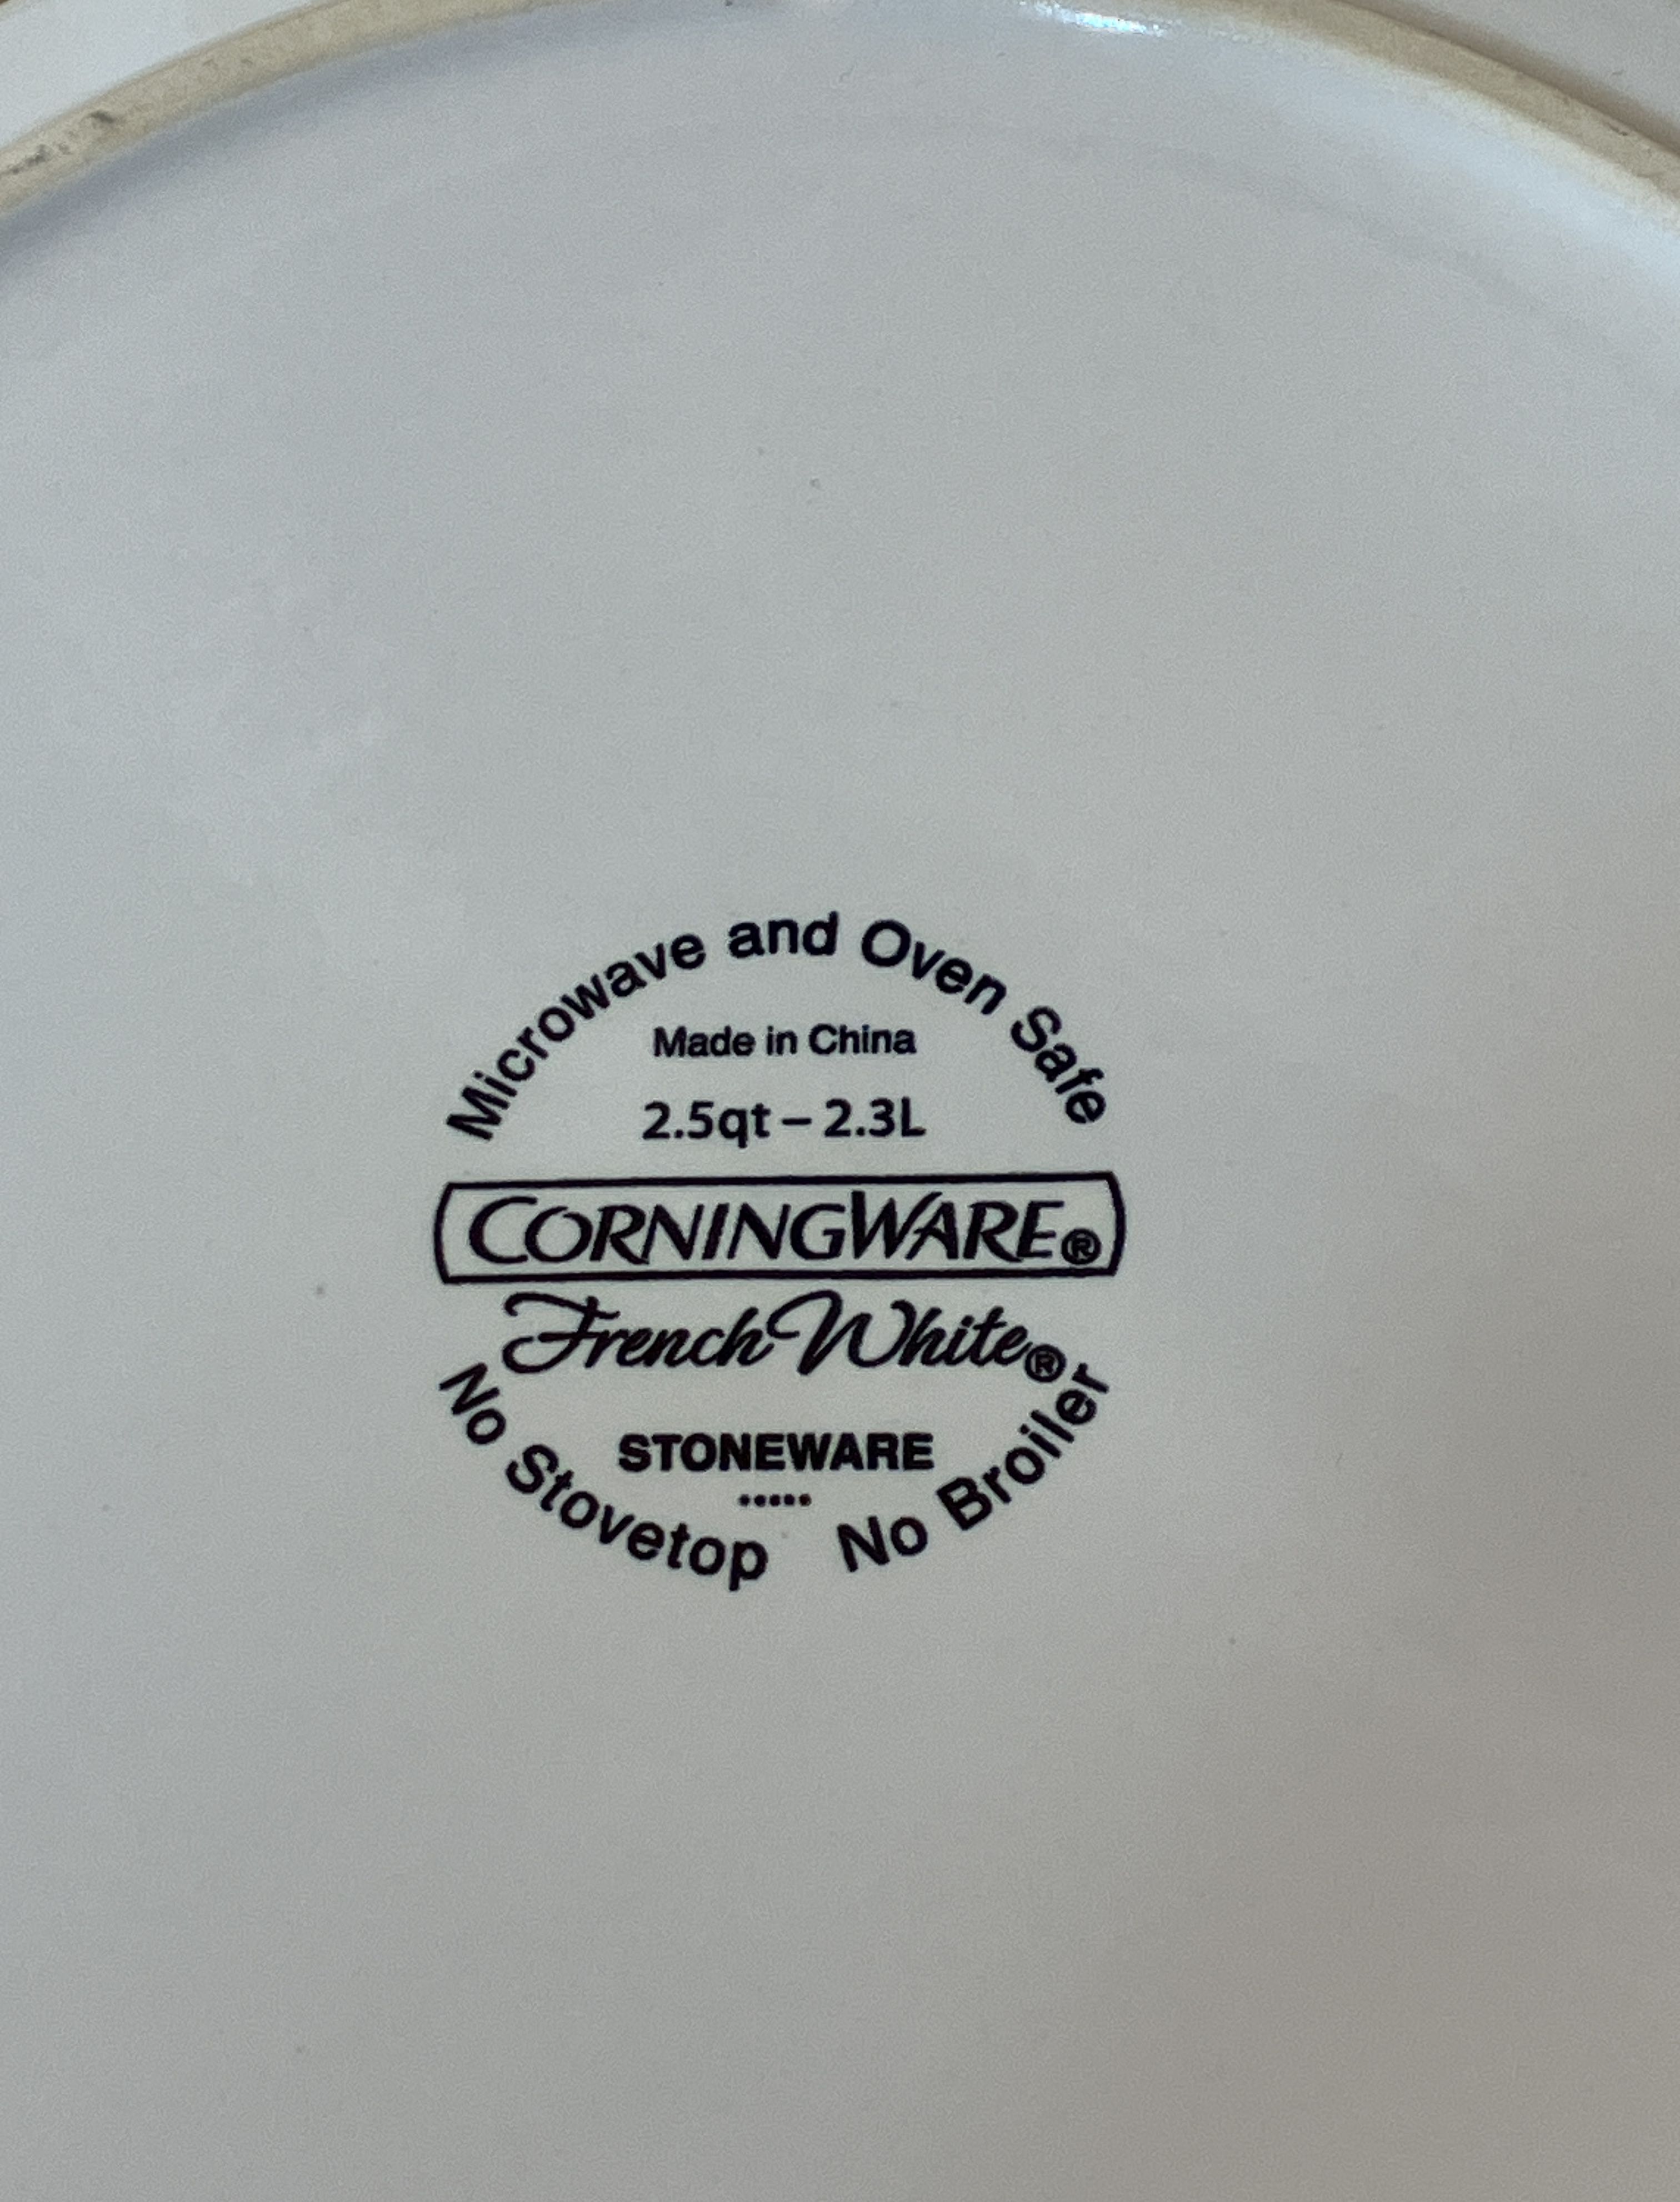 Microwave and Oven Safe
Made in China
2.5qt – 2.3L
CORNINGWARE®
French White®
STONEWARE
•••••
No Stovetop No Broiler